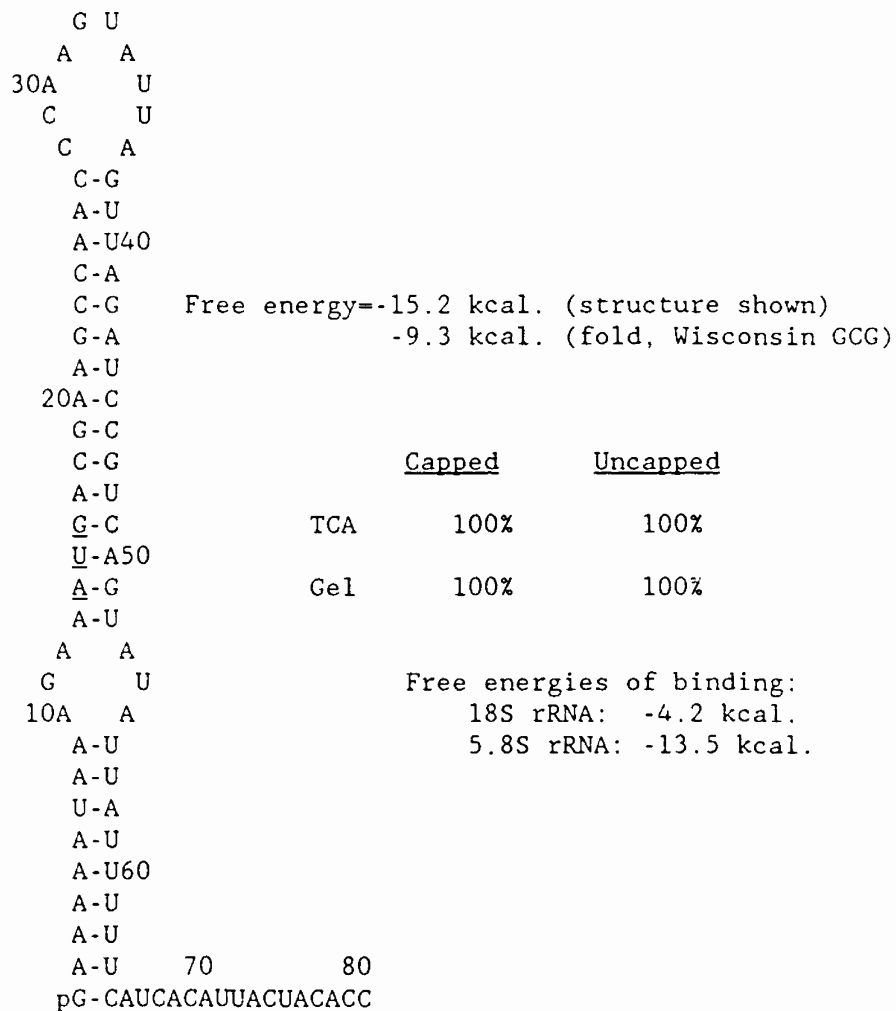 G U
A A
30A U
C U
C A
C-G
A-U
A-U40
C-A
C-G Free energy=-15.2 kcal. (structure shown)
G-A -9.3 kcal. (fold, Wisconsin GCG)
A-U
20A-C
G-C
C-G Capped Uncapped
A-U
G-C TCA 100% 100%
U-A50
A-G Gel 100% 100%
A-U
A A
G U Free energies of binding:
10A A 18S rRNA: -4.2 kcal.
A-U 5.8S rRNA: -13.5 kcal.
A-U
U-A
A-U
A-U60
A-U
A-U
A-U 70 80
pG-CAUCACAUUACUACACC